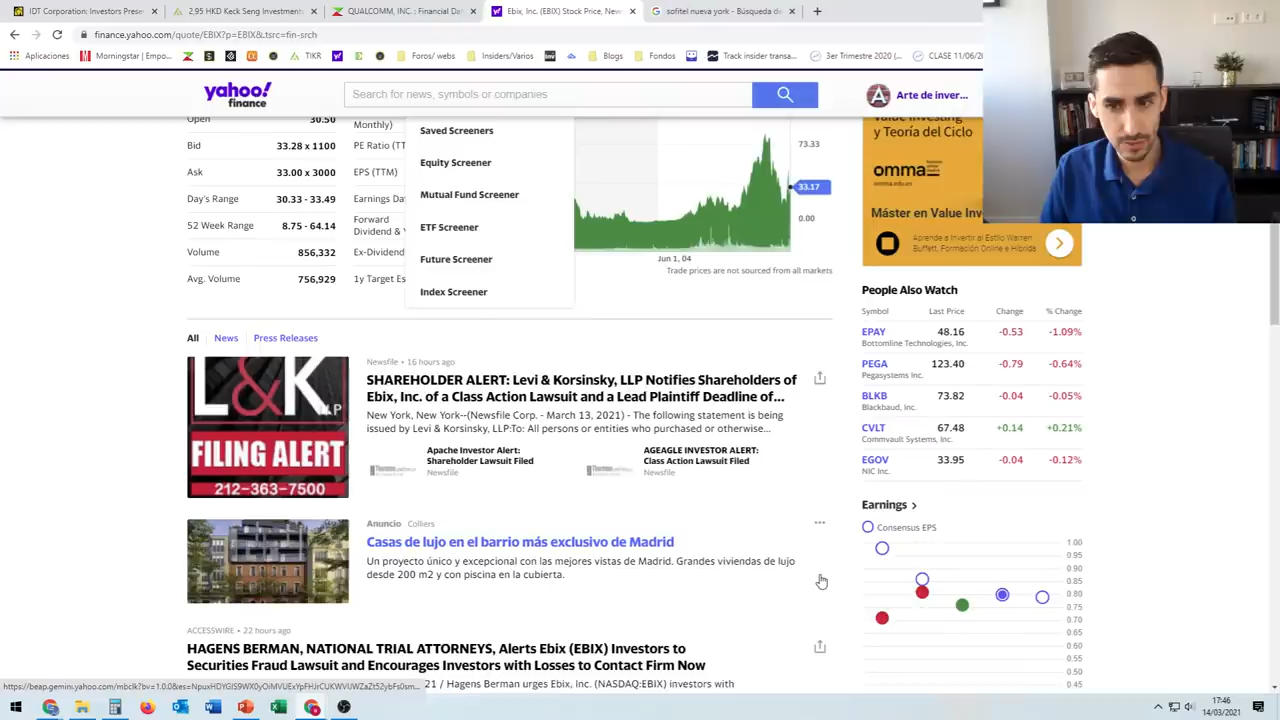 IDT Corporation: Investors Prese
2,95 HKD Keck Seng Investment
QUALCOMM, INC. : Financial Da
Ebix, Inc. (EBIX) Stock Price, New
sofitel nueva york - Búsqueda de
finance.yahoo.com/quote/EBIX?p=EBIX&.tsrc=fin-srch
Aplicaciones
Morningstar | Empo...
TIKR
Foros/ webs
Insiders/Varios
Blogs
Fondos
Track insider transa...
3er Trimestre 2020 (...
CLASE 11/06/20
yahoo!
finance
Search for news, symbols or companies
Arte de inver...
Open 30.50
Bid 33.28 x 1100
Ask 33.00 x 3000
Day's Range 30.33 - 33.49
52 Week Range 8.75 - 64.14
Volume 856,332
Avg. Volume 756,929
Monthly)
PE Ratio (TT
EPS (TTM)
Earnings Da
Forward
Dividend & Y
Ex-Dividend
1y Target Es
Saved Screeners
Equity Screener
Mutual Fund Screener
ETF Screener
Future Screener
Index Screener
73.33
33.17
0.00
Jun 1, 04
Trade prices are not sourced from all markets
Value Investing
y Teoría del Ciclo
omma
omma.edu.es
Máster en Value Inv
Aprende a Invertir al Estilo Warren
Buffett, Formación Online e Híbrida
All
News
Press Releases
L&K
LLP
FILING ALERT
212-363-7500
Newsfile • 16 hours ago
SHAREHOLDER ALERT: Levi & Korsinsky, LLP Notifies Shareholders of
Ebix, Inc. of a Class Action Lawsuit and a Lead Plaintiff Deadline of...
New York, New York--(Newsfile Corp. - March 13, 2021) - The following statement is being
issued by Levi & Korsinsky, LLP:To: All persons or entities who purchased or otherwise...
Apache Investor Alert:
Shareholder Lawsuit Filed
Newsfile
AGEAGLE INVESTOR ALERT:
Class Action Lawsuit Filed
Newsfile
Anuncio Colliers
Casas de lujo en el barrio más exclusivo de Madrid
Un proyecto único y excepcional con las mejores vistas de Madrid. Grandes viviendas de lujo
desde 200 m2 y con piscina en la cubierta.
ACCESSWIRE • 22 hours ago
HAGENS BERMAN, NATIONAL TRIAL ATTORNEYS, Alerts Ebix (EBIX) Investors to
Securities Fraud Lawsuit and Encourages Investors with Losses to Contact Firm Now
21 / Hagens Berman urges Ebix, Inc. (NASDAQ:EBIX) investors with
People Also Watch
Symbol Last Price Change % Change
EPAY 48.16 -0.53 -1.09%
Bottomline Technologies, Inc.
PEGA 123.40 -0.79 -0.64%
Pegasystems Inc.
BLKB 73.82 -0.04 -0.05%
Blackbaud, Inc.
CVLT 67.48 +0.14 +0.21%
Commvault Systems, Inc.
EGOV 33.95 -0.04 -0.12%
NIC Inc.
Earnings
Consensus EPS
1.00
0.95
0.90
0.85
0.80
0.75
0.70
0.65
0.60
0.55
0.50
0.45
17:46
14/03/2021